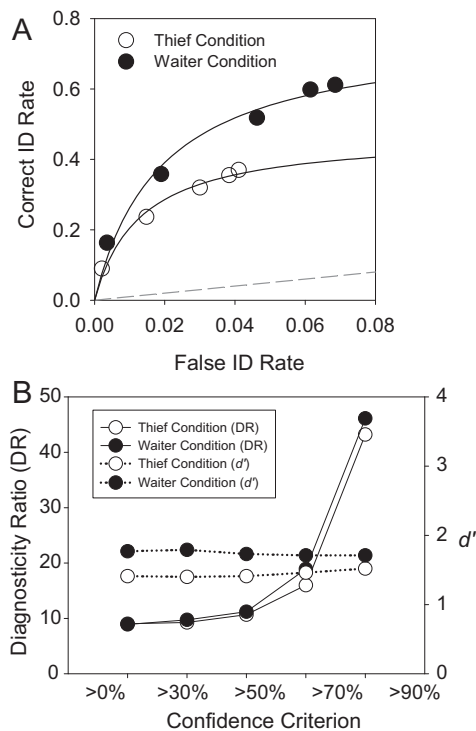 A
0.8
Thief Condition
Waiter Condition
0.6
0.4
0.2
0.0
Correct ID Rate
0.00 0.02 0.04 0.06 0.08
False ID Rate
B
50
40
30
20
10
0
Diagnosticity Ratio (DR)
Thief Condition (DR)
Waiter Condition (DR)
Thief Condition (d')
Waiter Condition (d')
4
3
2
1
0
d'
>0% >30% >50% >70% >90%
Confidence Criterion